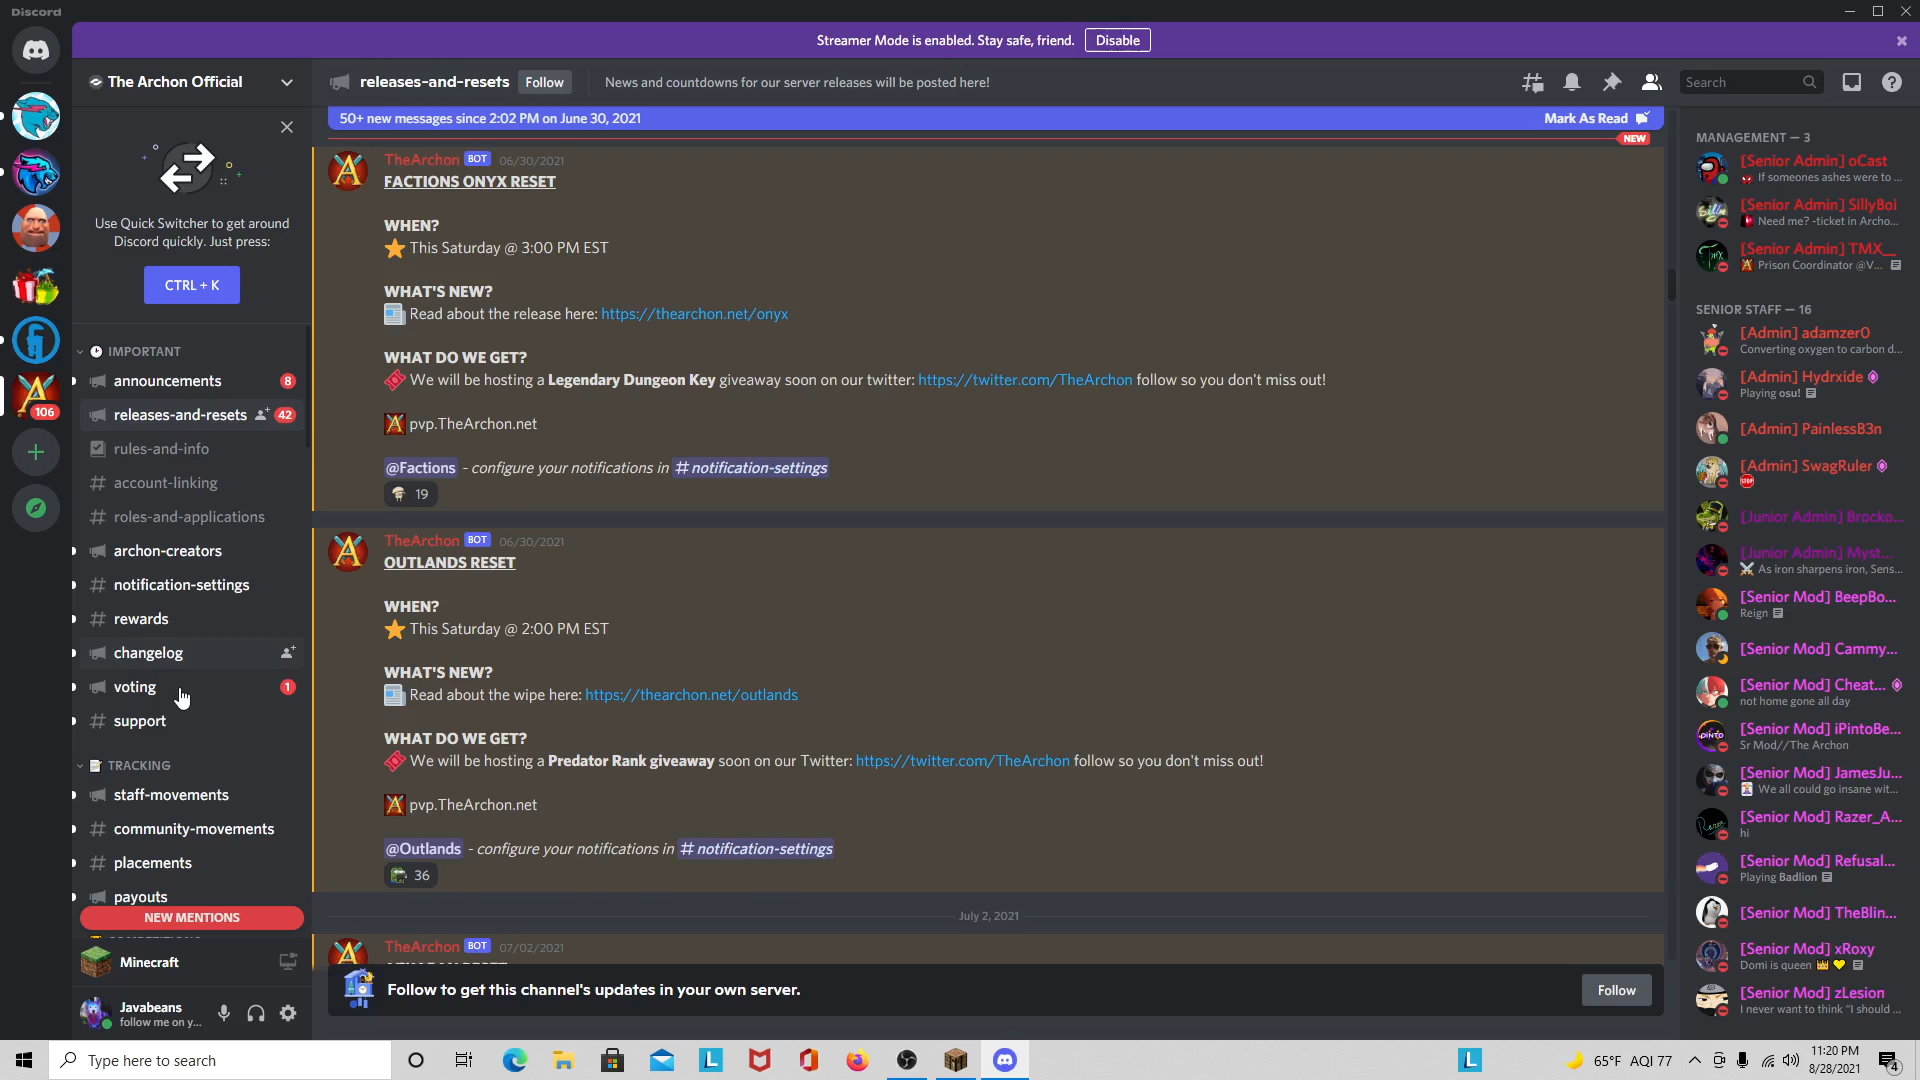 Discord
Streamer Mode is enabled. Stay safe, friend. Disable
The Archon Official
releases-and-resets Follow News and countdowns for our server releases will be posted here!
Search
50+ new messages since 2:02 PM on June 30, 2021 Mark As Read
NEW
Use Quick Switcher to get around
Discord quickly. Just press:
CTRL + K
IMPORTANT
announcements 8
releases-and-resets 42
106
rules-and-info
account-linking
roles-and-applications
archon-creators
notification-settings
rewards
changelog
voting 1
support
TRACKING
staff-movements
community-movements
placements
payouts
NEW MENTIONS
Minecraft
Javabeans
follow me on y...
TheArchon BOT 06/30/2021
FACTIONS ONYX RESET
WHEN?
This Saturday @ 3:00 PM EST
WHAT'S NEW?
Read about the release here: https://thearchon.net/onyx
WHAT DO WE GET?
We will be hosting a Legendary Dungeon Key giveaway soon on our twitter: https://twitter.com/TheArchon follow so you don't miss out!
pvp.TheArchon.net
@Factions - configure your notifications in # notification-settings
19
TheArchon BOT 06/30/2021
OUTLANDS RESET
WHEN?
This Saturday @ 2:00 PM EST
WHAT'S NEW?
Read about the wipe here: https://thearchon.net/outlands
WHAT DO WE GET?
We will be hosting a Predator Rank giveaway soon on our Twitter: https://twitter.com/TheArchon follow so you don't miss out!
pvp.TheArchon.net
@Outlands - configure your notifications in # notification-settings
36
July 2, 2021
TheArchon BOT 07/02/2021
Follow to get this channel's updates in your own server. Follow
MANAGEMENT — 3
[Senior Admin] oCast
If someones ashes were to ...
[Senior Admin] SillyBoi
Need me? -ticket in Archo...
[Senior Admin] TMX__
Prison Coordinator @V...
SENIOR STAFF — 16
[Admin] adamzer0
Converting oxygen to carbon d...
[Admin] Hydrxide
Playing osu!
[Admin] PainlessB3n
[Admin] SwagRuler
[Junior Admin] Brocko...
[Junior Admin] Myst...
As iron sharpens iron, Sens...
[Senior Mod] BeepBo...
Reign
[Senior Mod] Cammy...
[Senior Mod] Cheat...
not home gone all day
[Senior Mod] iPintoBe...
Sr Mod//The Archon
[Senior Mod] JamesJu...
We all could go insane wit...
[Senior Mod] Razer_A...
hi
[Senior Mod] Refusal...
Playing Badlion
[Senior Mod] TheBlin...
[Senior Mod] xRoxy
Domi is queen
[Senior Mod] zLesion
I never want to think "I should ...
Type here to search
65°F AQI 77
11:20 PM
8/28/2021
4